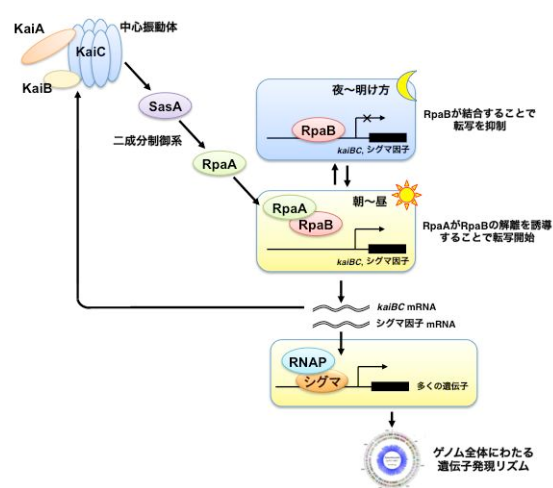 KaiA
中心振動体
KaiC
KaiB
SasA
二成分制御系
RpaA
夜～明け方
RpaB
kaiBC, シグマ因子
RpaBが結合することで
転写を抑制
朝～昼
RpaA
RpaB
kaiBC, シグマ因子
RpaAがRpaBの解離を誘導
することで転写開始
kaiBC mRNA
シグマ因子 mRNA
RNAP
シグマ
多くの遺伝子
ゲノム全体にわたる
遺伝子発現リズム